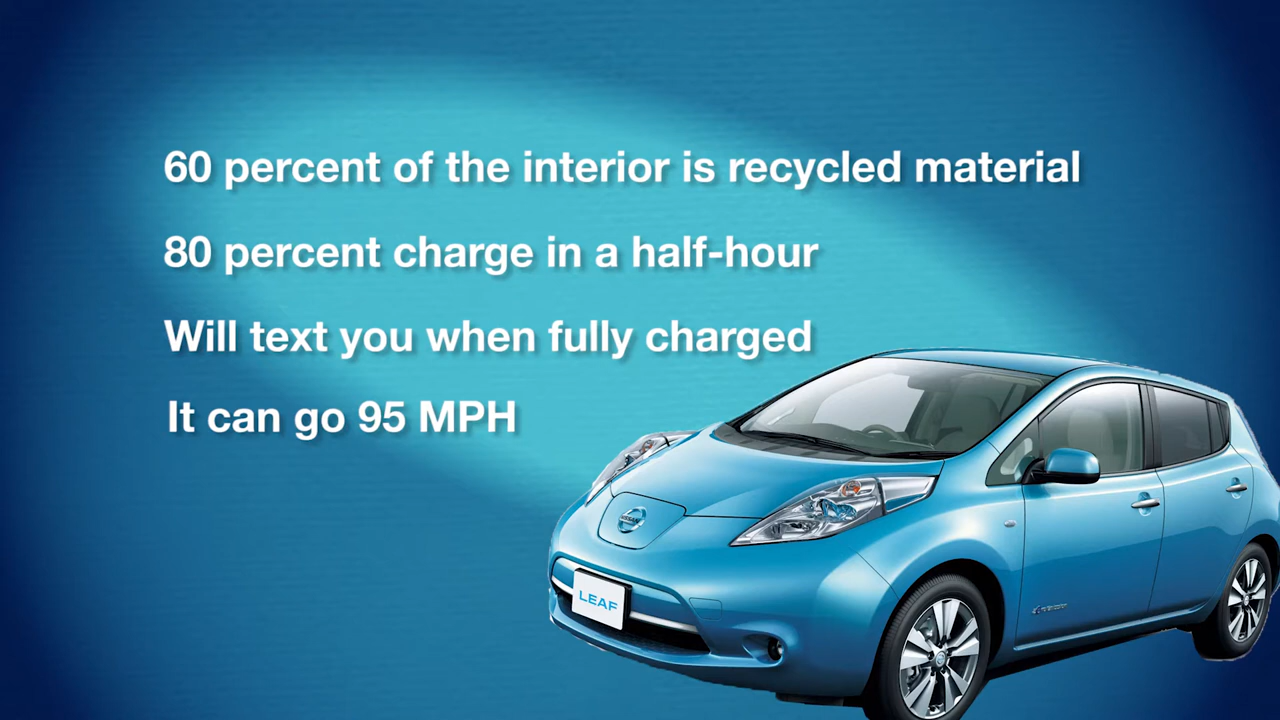 60 percent of the interior is recycled material
80 percent charge in a half-hour
Will text you when fully charged
It can go 95 MPH
NISSAN
LEAF